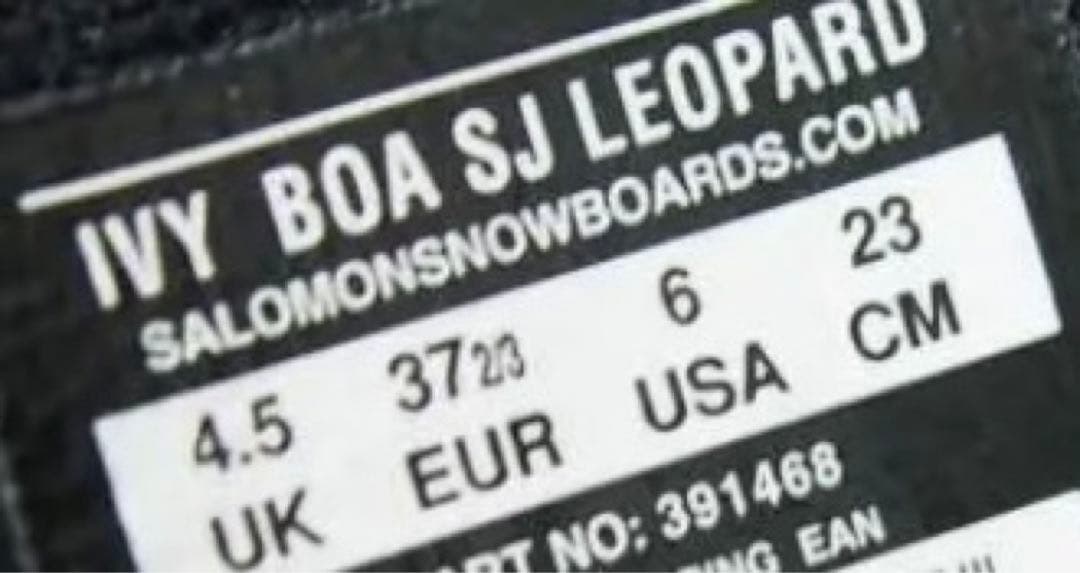 IVY BOA SJ LEOPARD
SALOMONSNOWBOARDS.COM
4.5 37 2/3 6 23
UK EUR USA CM
NO: 391468
EAN